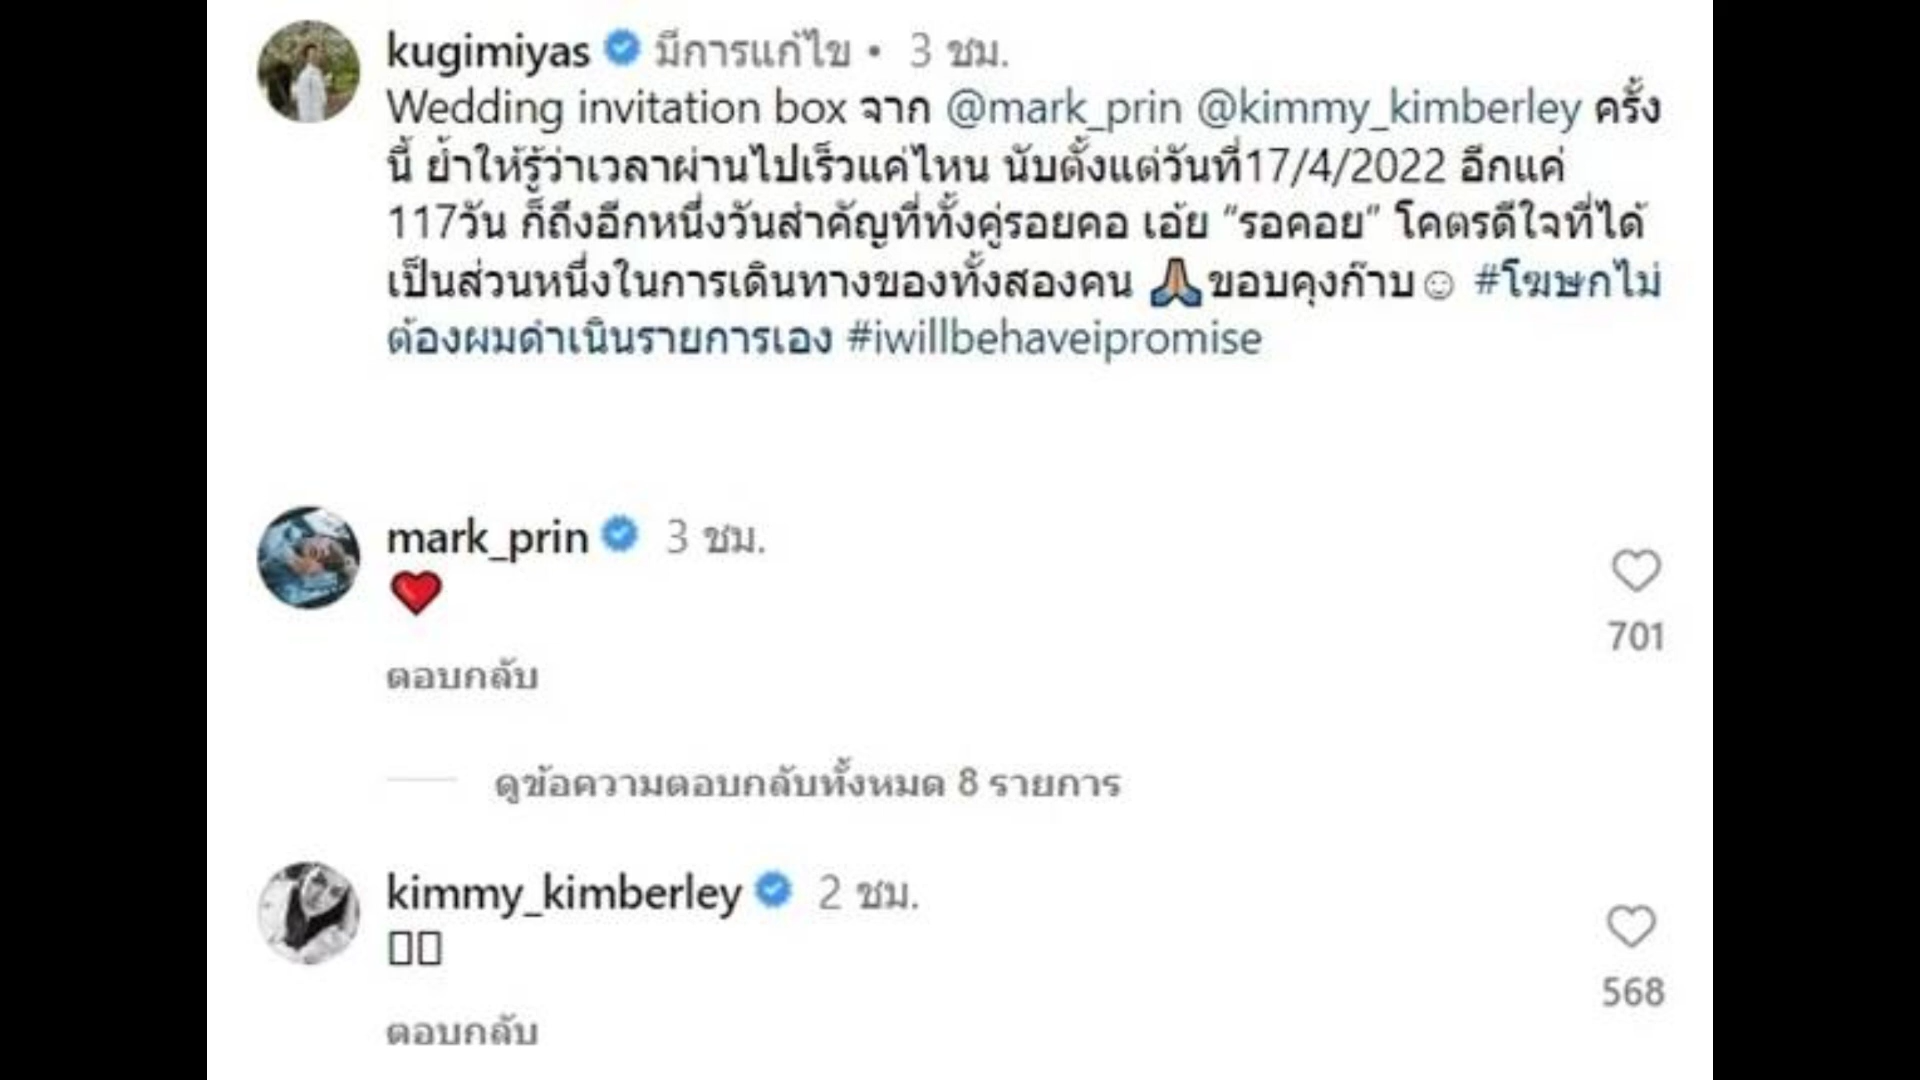 kugimiyas มีการแก้ไข • 3 ชม.
Wedding invitation box จาก @mark_prin @kimmy_kimberley ครั้ง
นี้ ย้ำให้รู้ว่าเวลาผ่านไปเร็วแค่ไหน นับตั้งแต่วันที่17/4/2022 อีกแค่
117วัน ก็ถึงอีกหนึ่งวันสำคัญที่ทั้งคู่รอยคอ เอ้ย “รอคอย” โคตรดีใจที่ได้
เป็นส่วนหนึ่งในการเดินทางของทั้งสองคน 🙏🏽ขอบคุงก๊าบ☺ #โฆษกไม่
ต้องผมดำเนินรายการเอง #iwillbehaveipromise
mark_prin 3 ชม.
❤️
701
ตอบกลับ
ดูข้อความตอบกลับทั้งหมด 8 รายการ
kimmy_kimberley 2 ชม.
568
ตอบกลับ